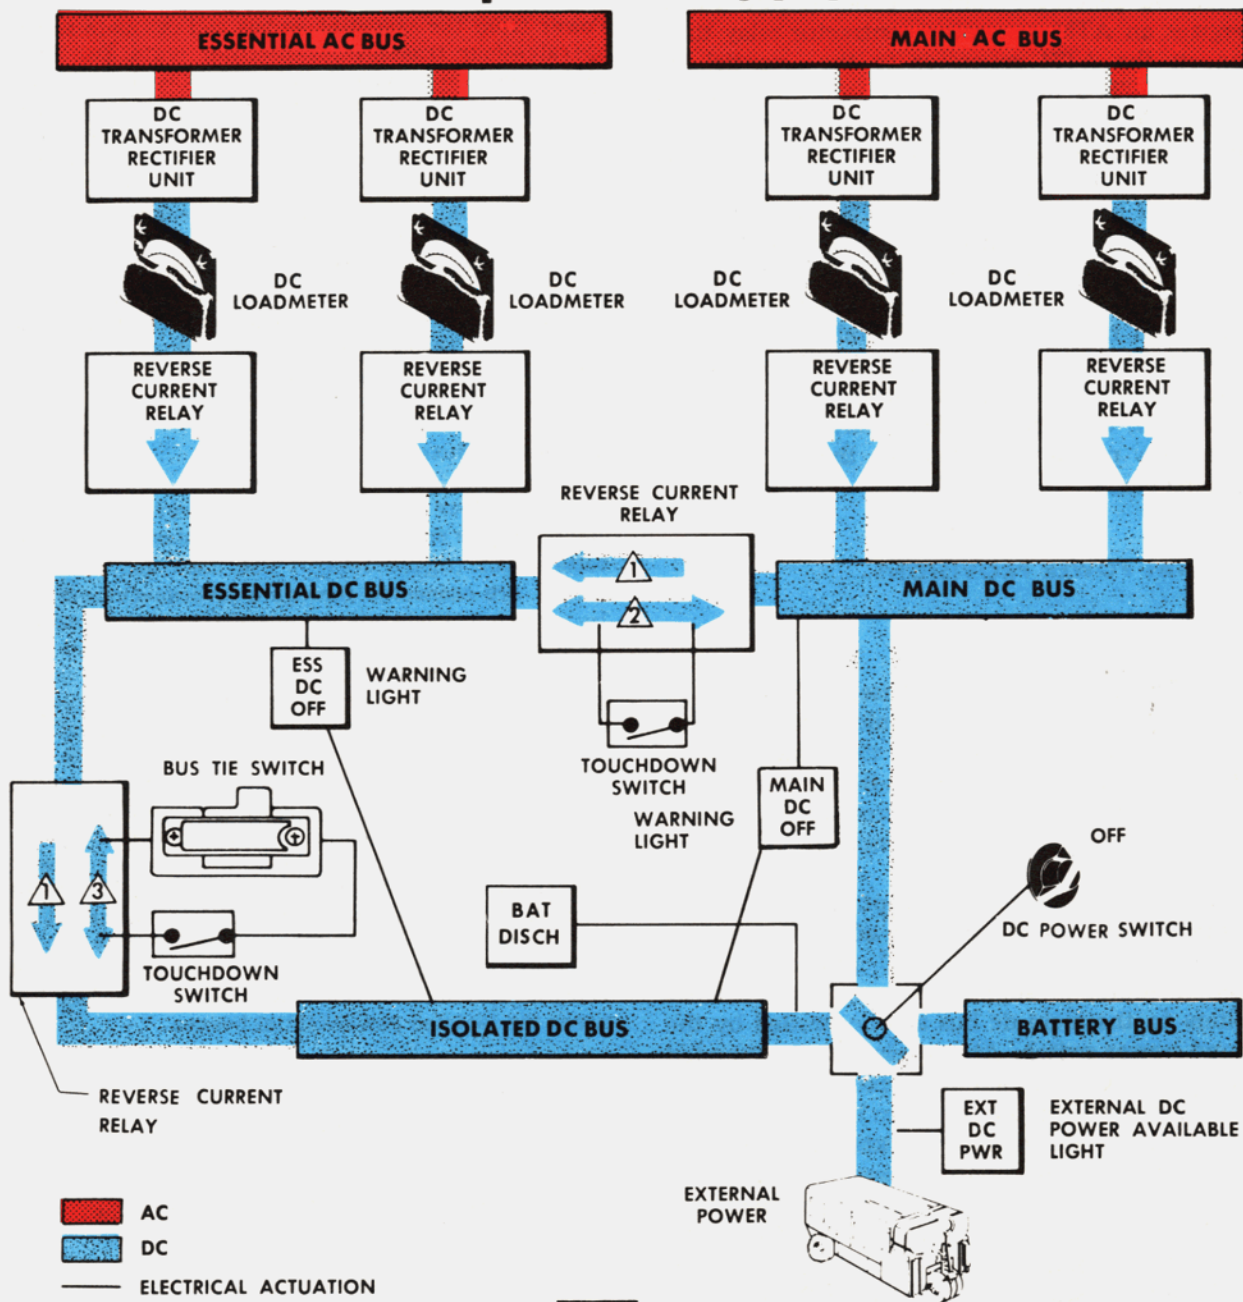 ESSENTIAL AC BUS
MAIN AC BUS
DC
TRANSFORMER
RECTIFIER
UNIT
DC
TRANSFORMER
RECTIFIER
UNIT
DC
TRANSFORMER
RECTIFIER
UNIT
DC
TRANSFORMER
RECTIFIER
UNIT
DC
LOADMETER
DC
LOADMETER
DC
LOADMETER
DC
LOADMETER
REVERSE
CURRENT
RELAY
REVERSE
CURRENT
RELAY
REVERSE
CURRENT
RELAY
REVERSE
CURRENT
RELAY
REVERSE CURRENT
RELAY
1
2
ESSENTIAL DC BUS
MAIN DC BUS
ESS
DC
OFF
WARNING
LIGHT
TOUCHDOWN
SWITCH
WARNING
LIGHT
MAIN
DC
OFF
BUS TIE SWITCH
1
3
TOUCHDOWN
SWITCH
BAT
DISCH
OFF
DC POWER SWITCH
ISOLATED DC BUS
BATTERY BUS
REVERSE CURRENT
RELAY
EXT
DC
PWR
EXTERNAL DC
POWER AVAILABLE
LIGHT
EXTERNAL
POWER
AC
DC
ELECTRICAL ACTUATION